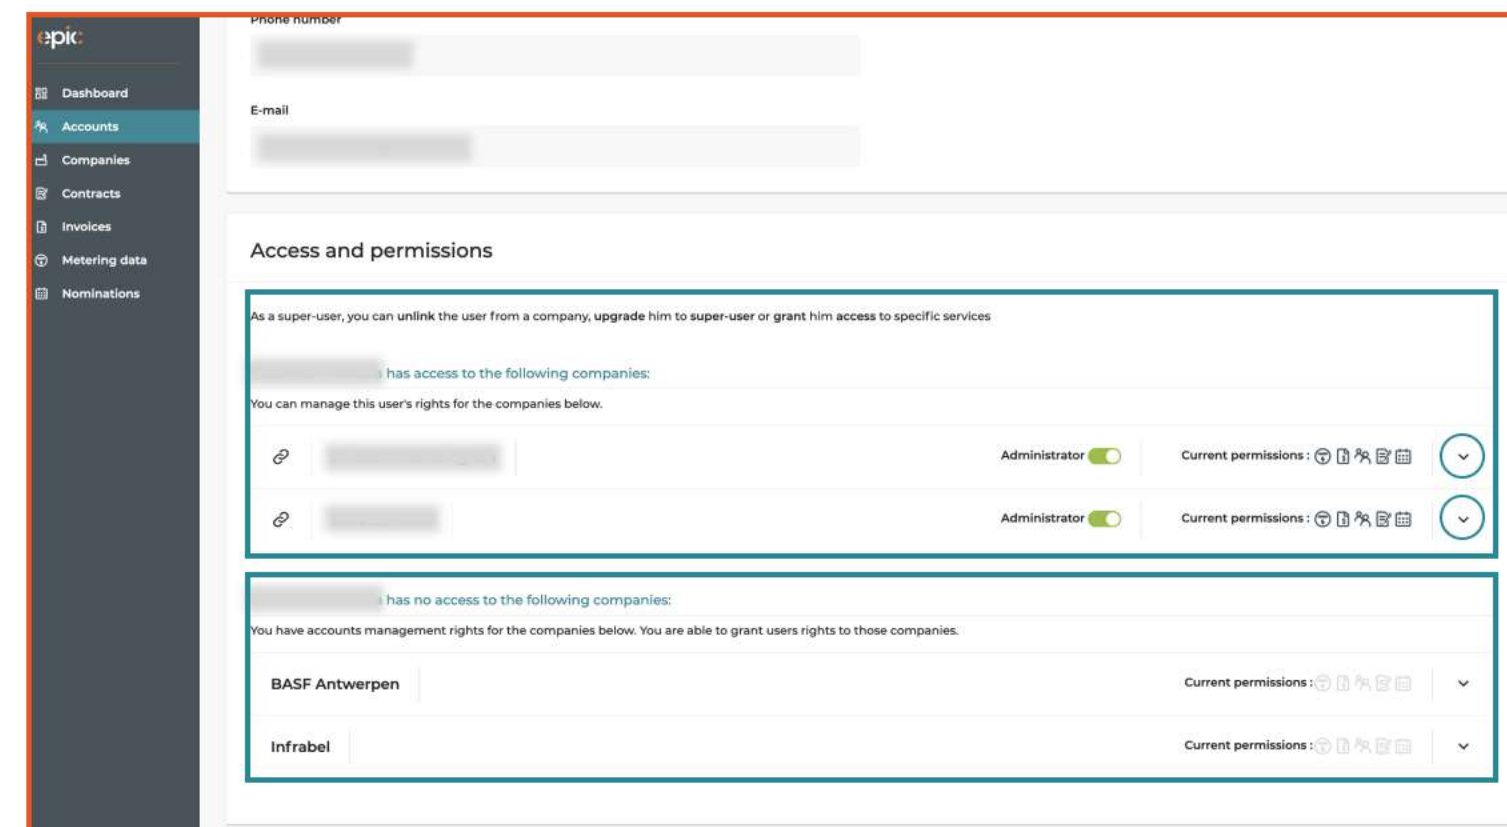 epic
Dashboard
Accounts
Companies
Contracts
Invoices
Metering data
Nominations
Phone number
E-mail
Access and permissions
As a super-user, you can unlink the user from a company, upgrade him to super-user or grant him access to specific services
has access to the following companies:
You can manage this user's rights for the companies below.
Administrator Current permissions :
Administrator Current permissions :
has no access to the following companies:
You have accounts management rights for the companies below. You are able to grant users rights to those companies.
BASF Antwerpen Current permissions :
Infrabel Current permissions :